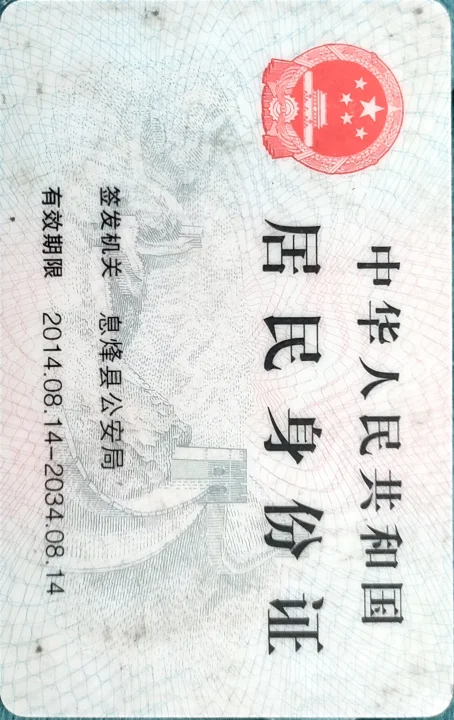 中华人民共和国
居民身份证
签发机关 息烽县公安局
有效期限 2014.08.14-2034.08.14